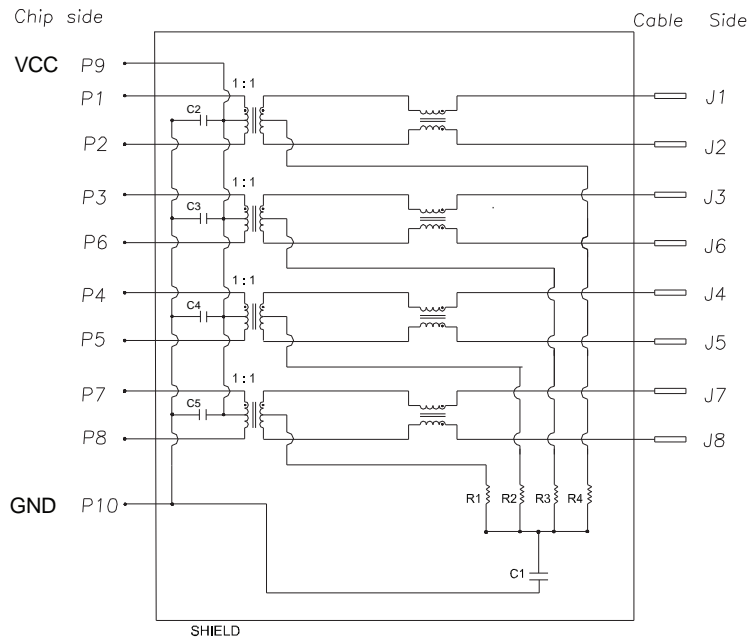 Chip side
Cable Side
VCC P9
1:1
P1
C2
J1
P2
J2
1:1
P3
C3
J3
P6
J6
1:1
P4
C4
J4
P5
J5
1:1
P7
C5
J7
P8
J8
GND P10
R1 R2 R3 R4
C1
SHIELD